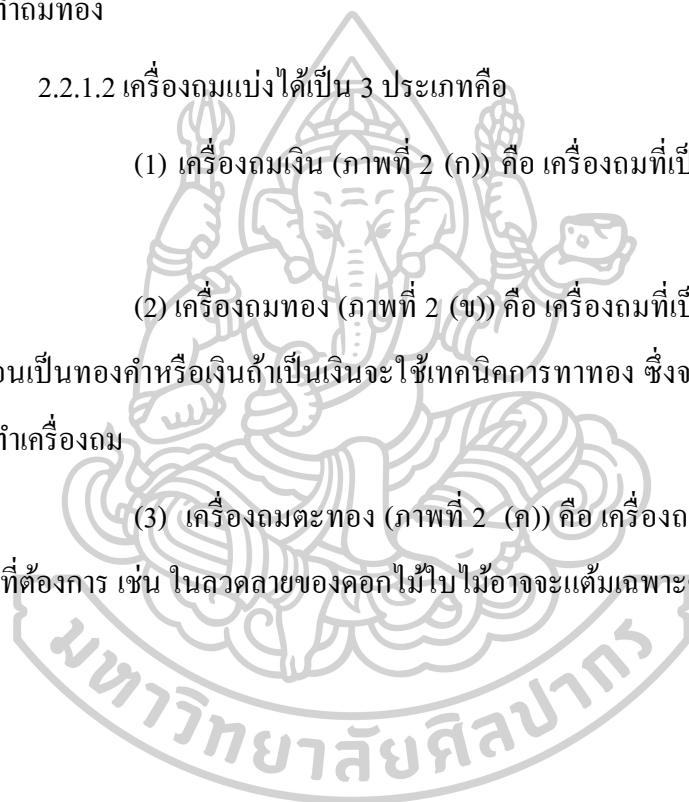 ทำถมทอง
2.2.1.2 เครื่องถมแบ่งได้เป็น 3 ประเภทคือ
(1) เครื่องถมเงิน (ภาพที่ 2 (ก)) คือ เครื่องถมที่เป็
(2) เครื่องถมทอง (ภาพที่ 2 (ข)) คือ เครื่องถมที่เป็
อนเป็นทองคำหรือเงินถ้าเป็นเงินจะใช้เทคนิคการทาทอง ซึ่งจ
ทำเครื่องถม
(3) เครื่องถมตะทอง (ภาพที่ 2 (ค)) คือ เครื่องถ
ที่ต้องการ เช่น ในลวดลายของดอกไม้ใบไม้อาจจะแต้มเฉพาะ
มหาวิทยาลัยศิลปากร